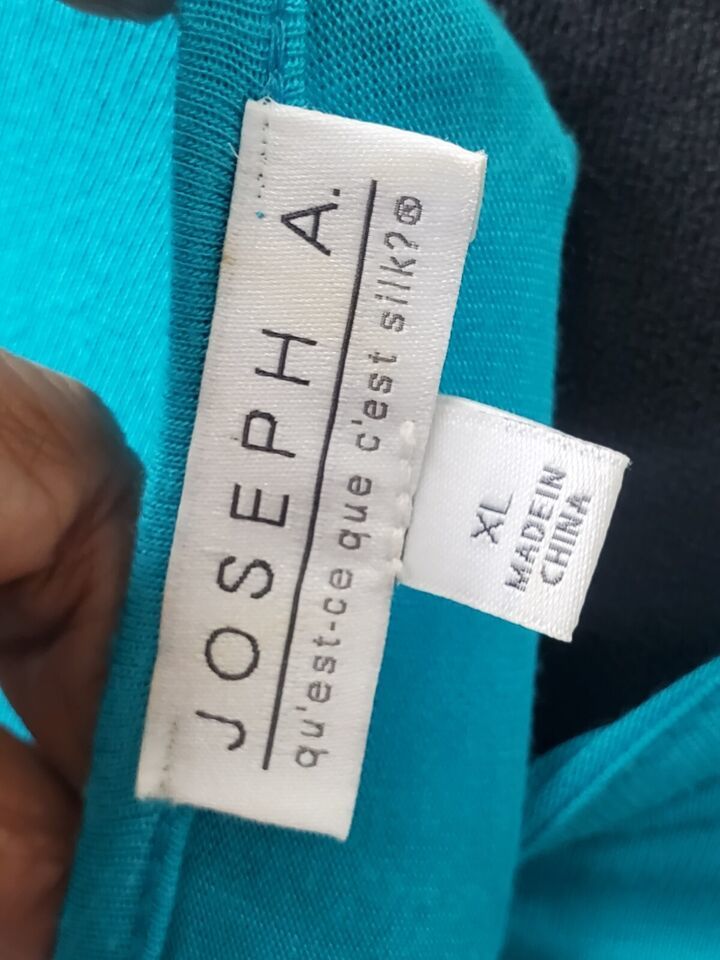 JOSEPH A.
qu'est-ce que c'est silk?®
XL
MADE IN
CHINA